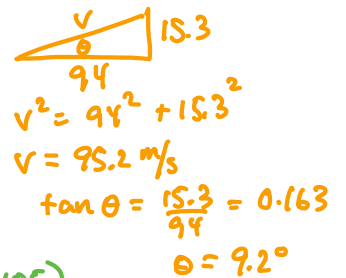 v
15.3
θ
94
v² = 94² + 15.3²
v = 95.2 m/s
tan θ = 15.3/94 = 0.163
θ = 9.2°